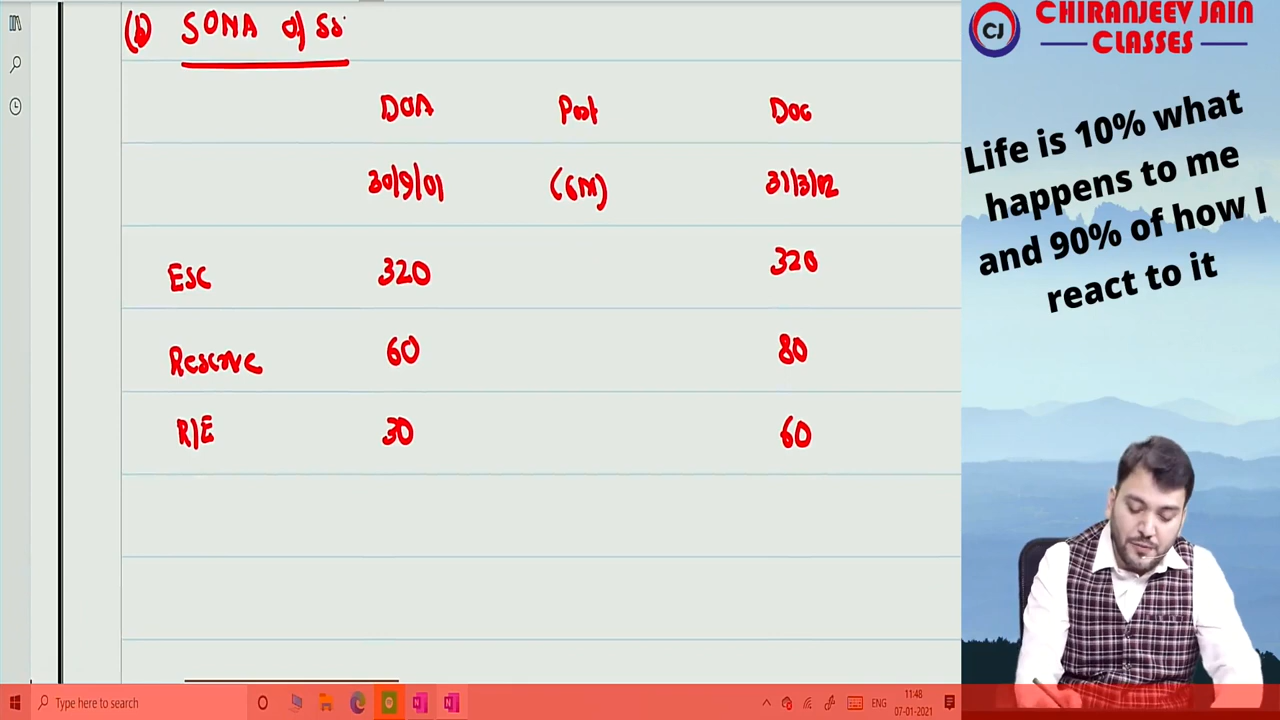 (b) SONA of SS
DOA Post DOC
30/9/01 (6M) 31/3/02
ESC 320 320
Reserve 60 80
R/E 30 60
CJ
CHIRANJEEV JAIN
CLASSES
Life is 10% what
happens to me
and 90% of how I
react to it
Type here to search
ENG
11:48
07-01-2021